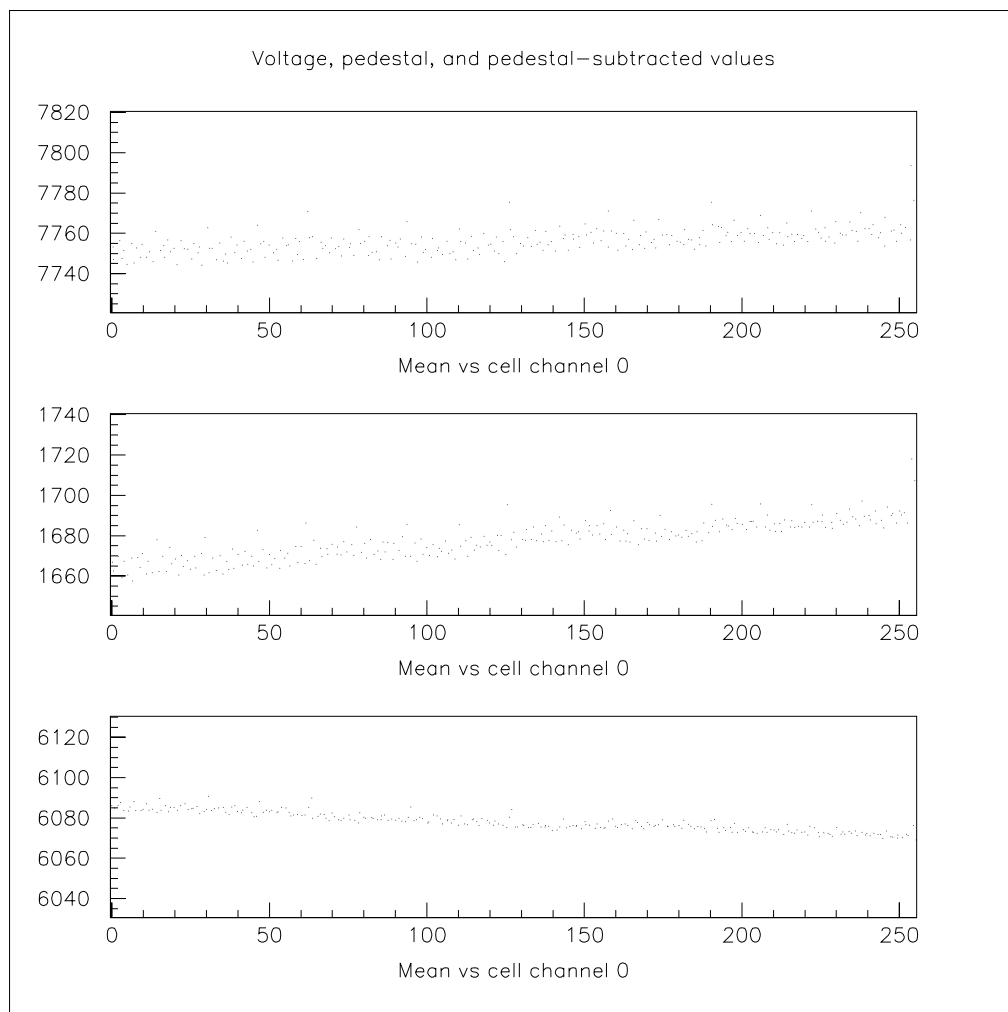 Voltage, pedestal, and pedestal-subtracted values
7820
7800
7780
7760
7740
0 50 100 150 200 250
Mean vs cell channel 0
1740
1720
1700
1680
1660
0 50 100 150 200 250
Mean vs cell channel 0
6120
6100
6080
6060
6040
0 50 100 150 200 250
Mean vs cell channel 0